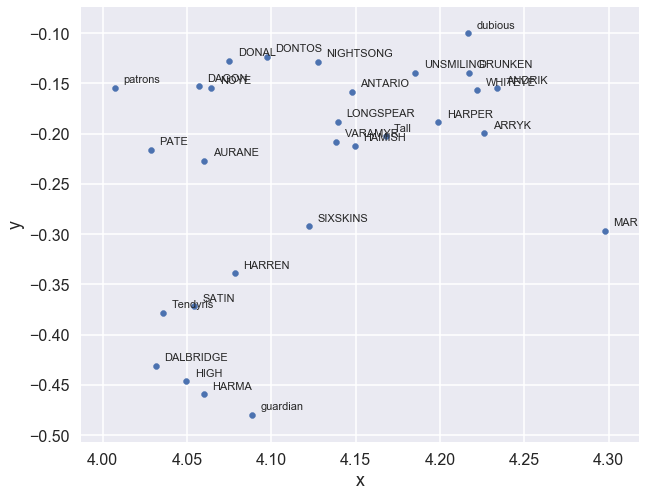 dubious
DONAL
DONTOS
NIGHTSONG
UNSMILING
DRUNKEN
patrons
DAGON
NOTE
ANTARIO
WHITEYE
ANDRIK
LONGSPEAR
HARPER
ARRYK
VARAMYR
Tall
HAMISH
PATE
AURANE
SIXSKINS
MAR
HARREN
SATIN
Tendyris
DALBRIDGE
HIGH
HARMA
guardian
−0.10
−0.15
−0.20
−0.25
−0.30
−0.35
−0.40
−0.45
−0.50
y
4.00 4.05 4.10 4.15 4.20 4.25 4.30
x